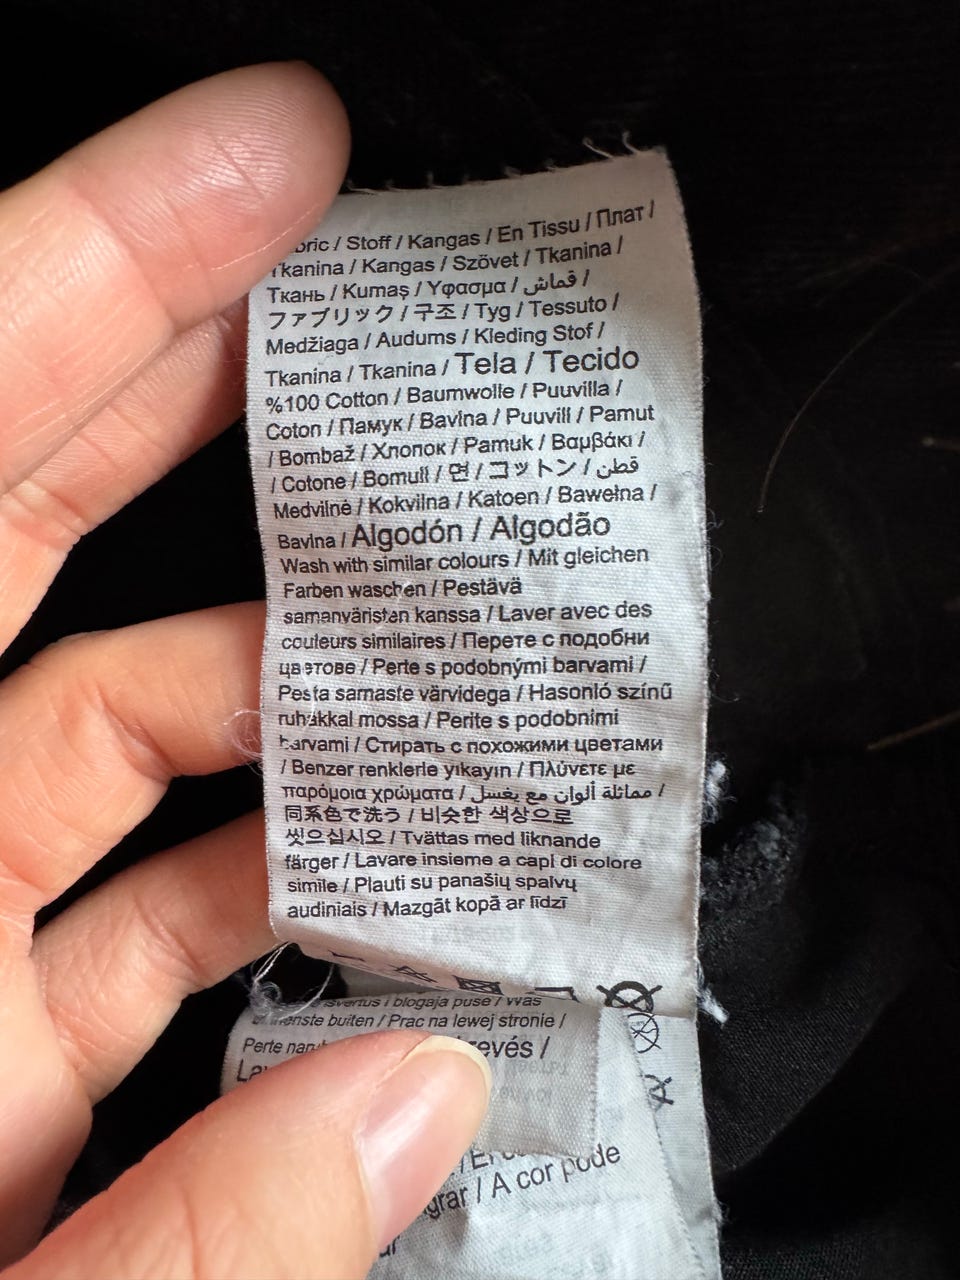 / Stoff / Kangas / En Tissu / Плат /
Tkanina / Kangas / Szövet / Tkanina /
Ткань / Kumaş / Υφασμα / قماش /
ファブリック / 구조 / Tyg / Tessuto /
Medžiaga / Audums / Kleding Stof /
Tkanina / Tkanina / Tela / Tecido
%100 Cotton / Baumwolle / Puuvilla /
Coton / Памук / Bavlna / Puuvill / Pamut
/ Bombaž / Хлопок / Pamuk / Βαμβάκι /
/ Cotone / Bomull / 면 / コットン / قطن
Medvilnė / Kokvilna / Katoen / Bawełna /
Bavlna / Algodón / Algodão
Wash with similar colours / Mit gleichen
Farben waschen / Pestävä
samanväristen kanssa / Laver avec des
couleurs similaires / Перете с подобни
цветове / Perte s podobnými barvami /
Pesta samaste värvidega / Hasonló színű
ruhákkal mossa / Perite s podobnimi
barvami / Стирать с похожими цветами
/ Benzer renklerle yıkayın / Πλύνετε με
παρόμοια χρώματα / مماثلة ألوان مع يغسل /
同系色で洗う / 비슷한 색상으로
씻으십시오 / Tvättas med liknande
färger / Lavare insieme a capi di colore
simile / Plauti su panašių spalvų
audiniais / Mazgāt kopā ar līdzī
/ blogąja puse / Was
buiten / Prac na lewej stronie /
Perte
revés /
/ A cor pode